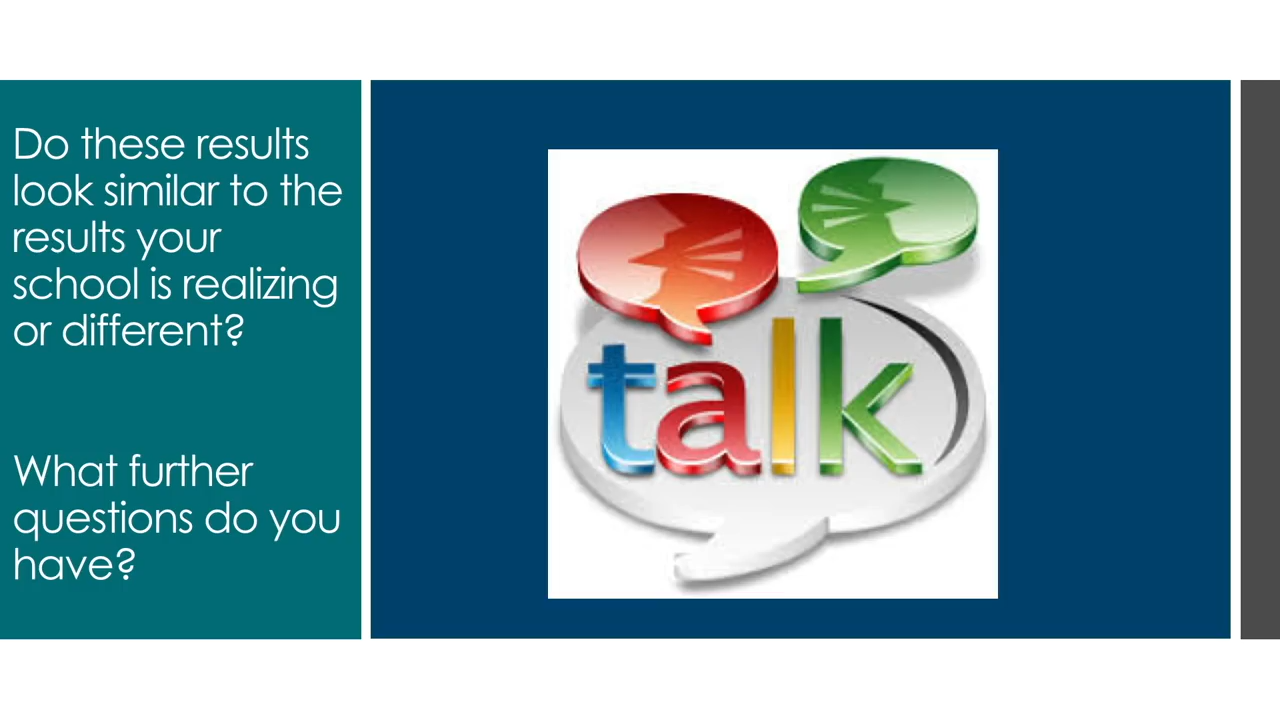 Do these results
look similar to the
results your
school is realizing
or different?
What further
questions do you
have?
talk